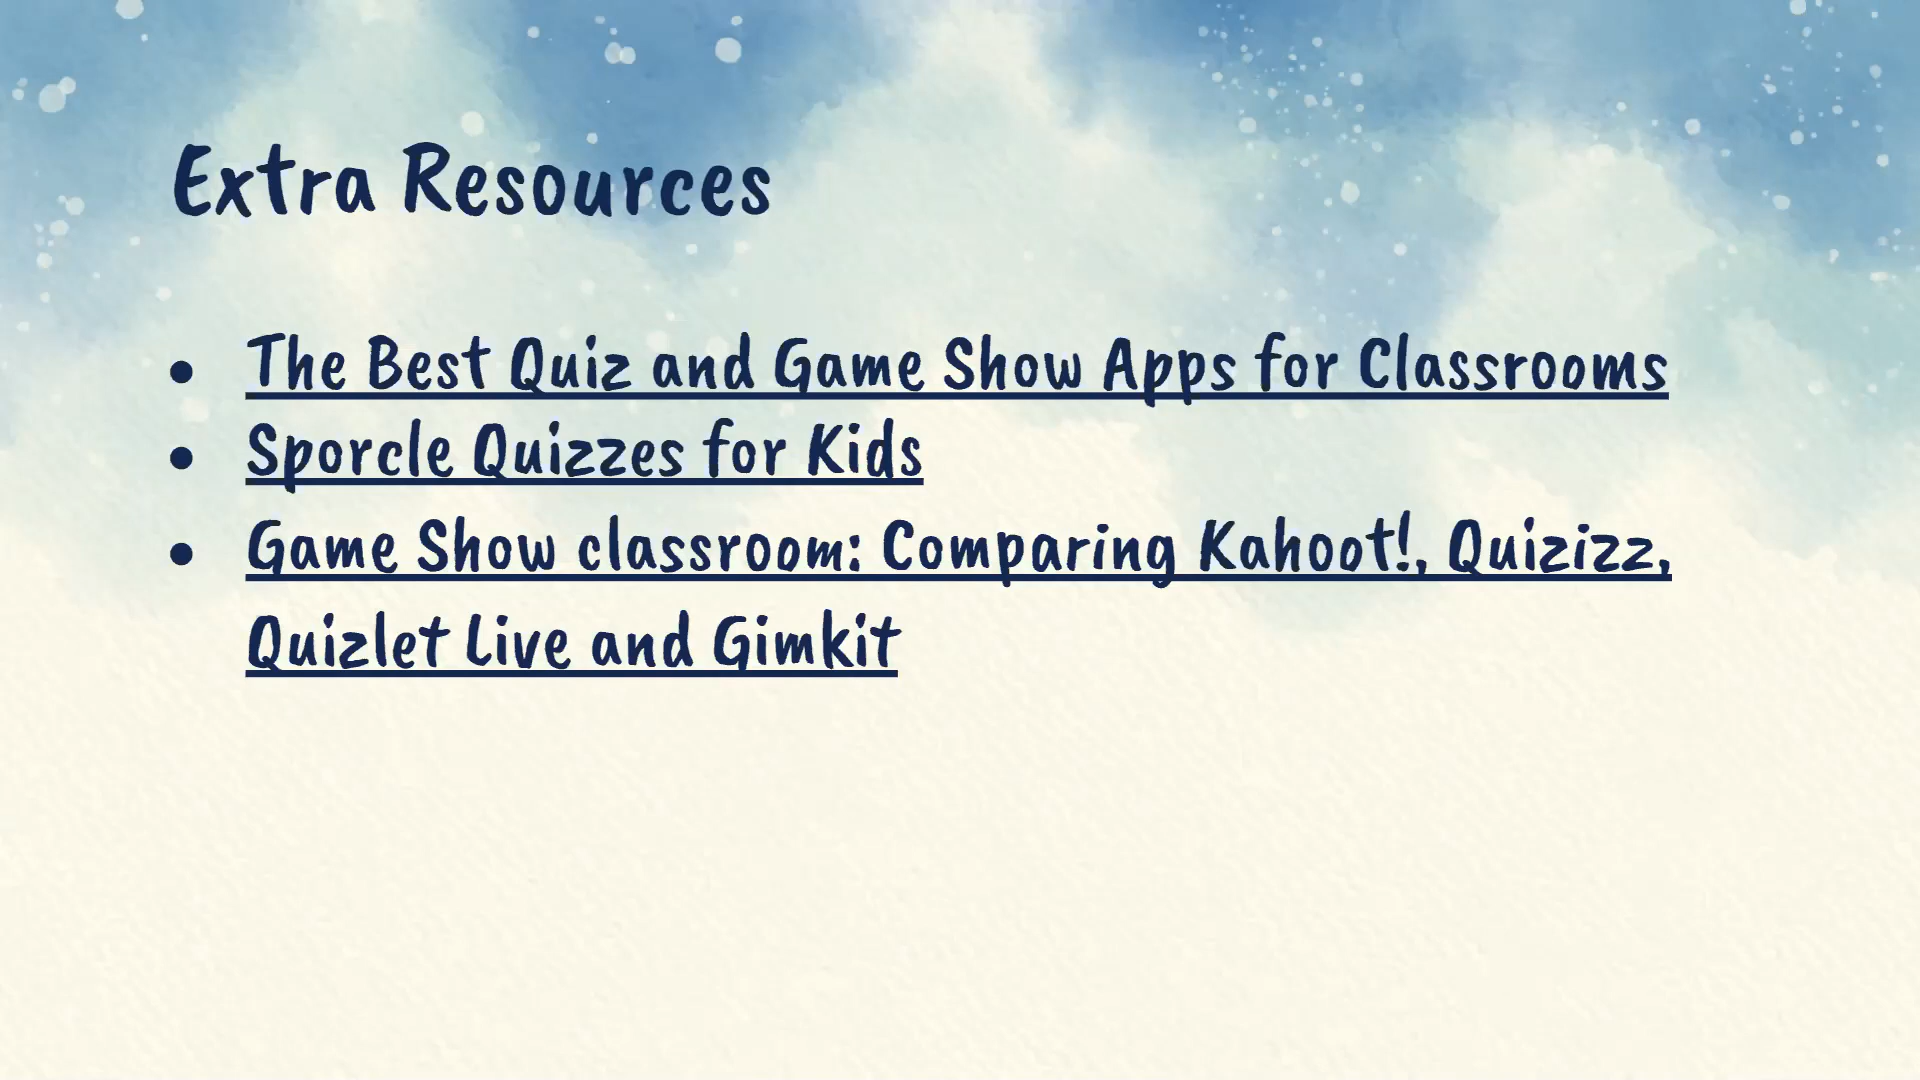 Extra Resources
• The Best Quiz and Game Show Apps for Classrooms
• Sporcle Quizzes for Kids
• Game Show classroom: Comparing Kahoot!, Quizizz,
Quizlet Live and Gimkit